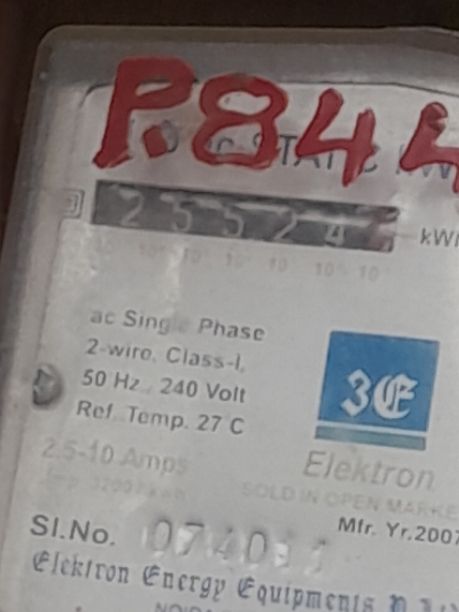 P.844
25524 kWh
ac Single Phase
2-wire, Class-I,
50 Hz., 240 Volt
Ref. Temp. 27 C
2.5-10 Amps
3E
Elektron
SOLD IN OPEN MARKE
Mfr. Yr.2007
Sl.No.
Elektron Energy Equipments P